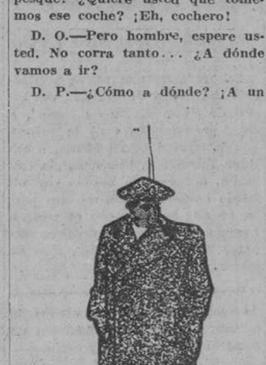 pesque? ¿Quiere usted que tome-
mos ese coche? ¡Eh, cochero!
D. O.—Pero hombre, espere us-
ted. No corra tanto... ¿A dónde
vamos a ir?
D. P.—¿Cómo a dónde? ¡A un